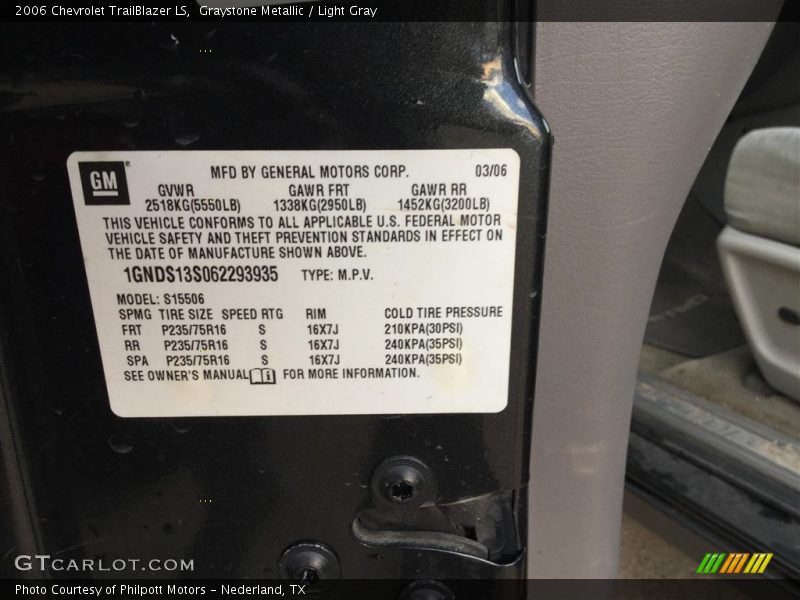 2006 Chevrolet TrailBlazer LS, Graystone Metallic / Light Gray
GM
MFD BY GENERAL MOTORS CORP. 03/06
GVWR GAWR FRT GAWR RR
2518KG(5550LB) 1338KG(2950LB) 1452KG(3200LB)
THIS VEHICLE CONFORMS TO ALL APPLICABLE U.S. FEDERAL MOTOR
VEHICLE SAFETY AND THEFT PREVENTION STANDARDS IN EFFECT ON
THE DATE OF MANUFACTURE SHOWN ABOVE.
1GNDS13S062293935 TYPE: M.P.V.
MODEL: S15506
SPMG TIRE SIZE SPEED RTG RIM COLD TIRE PRESSURE
FRT P235/75R16 S 16X7J 210KPA(30PSI)
RR P235/75R16 S 16X7J 240KPA(35PSI)
SPA P235/75R16 S 16X7J 240KPA(35PSI)
SEE OWNER'S MANUAL FOR MORE INFORMATION.
GTCARLOT.COM
Photo Courtesy of Philpott Motors - Nederland, TX